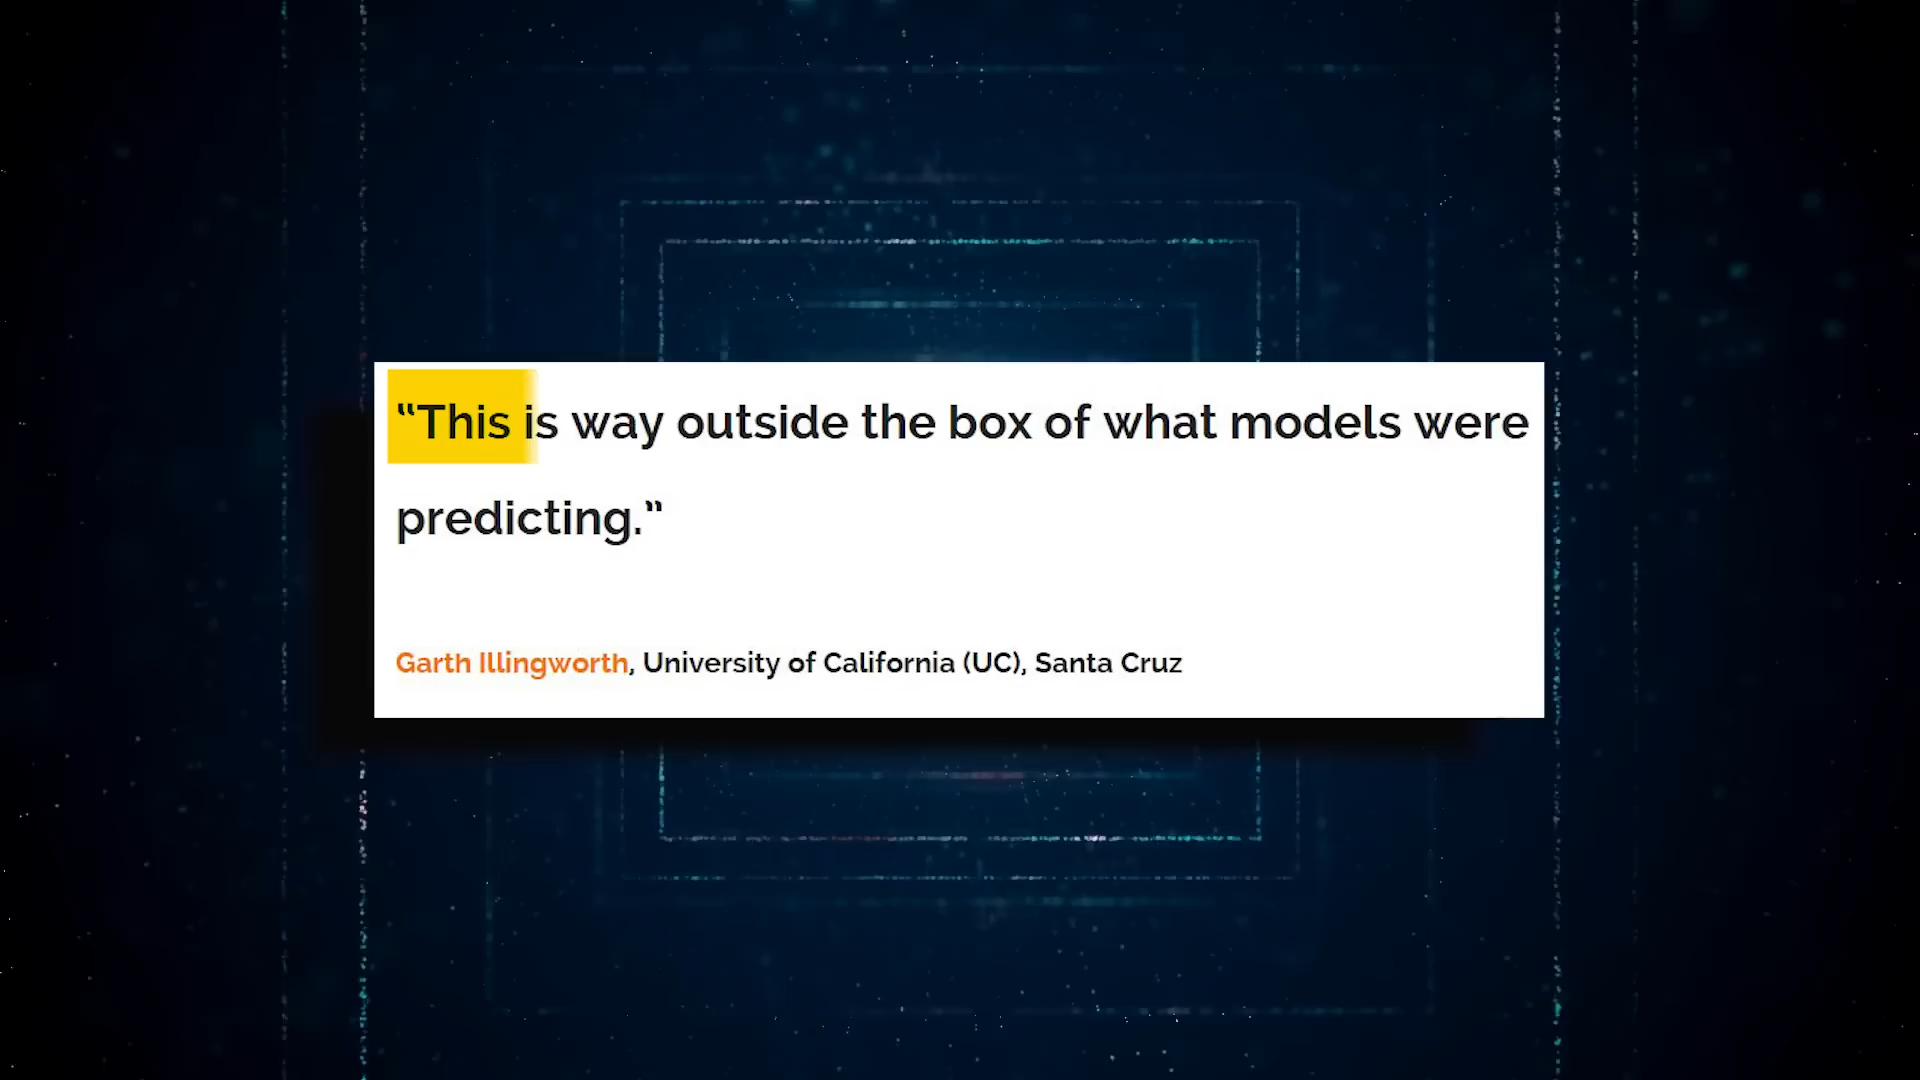 “This is way outside the box of what models were
predicting.”
Garth Illingworth, University of California (UC), Santa Cruz